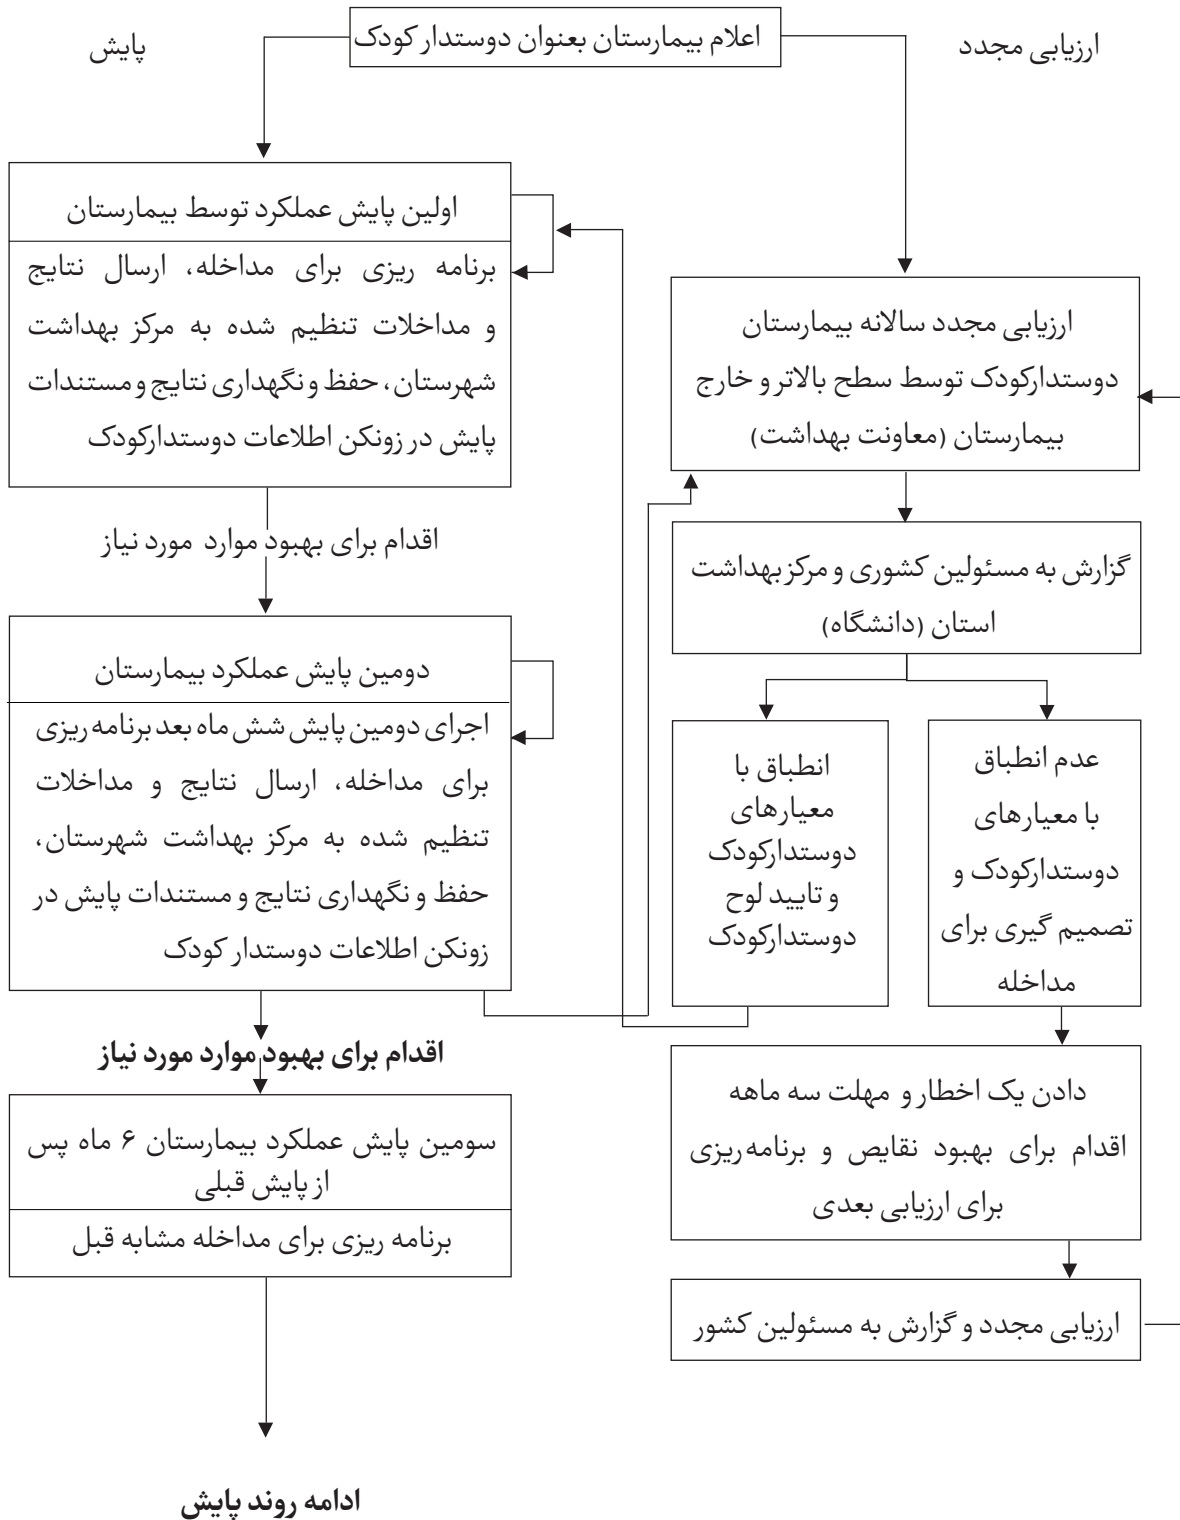 اعلام بیمارستان بعنوان دوستدار کودک
ارزیابی مجدد
پایش
ارزیابی مجدد سالانه بیمارستان
دوستدارکودک توسط سطح بالاتر و خارج
بیمارستان (معاونت بهداشت)
گزارش به مسئولین کشوری و مرکز بهداشت
استان (دانشگاه)
عدم انطباق
با معیارهای
دوستدارکودک و
تصمیم گیری برای
مداخله
انطباق با
معیارهای
دوستدارکودک
و تایید لوح
دوستدارکودک
دادن یک اخطار و مهلت سه ماهه
اقدام برای بهبود نقایص و برنامه ریزی
برای ارزیابی بعدی
ارزیابی مجدد و گزارش به مسئولین کشور
اولین پایش عملکرد توسط بیمارستان
برنامه ریزی برای مداخله، ارسال نتایج
و مداخلات تنظیم شده به مرکز بهداشت
شهرستان، حفظ و نگهداری نتایج و مستندات
پایش در زونکن اطلاعات دوستدارکودک
اقدام برای بهبود موارد مورد نیاز
دومین پایش عملکرد بیمارستان
اجرای دومین پایش شش ماه بعد برنامه ریزی
برای مداخله، ارسال نتایج و مداخلات
تنظیم شده به مرکز بهداشت شهرستان،
حفظ و نگهداری نتایج و مستندات پایش در
زونکن اطلاعات دوستدار کودک
اقدام برای بهبود موارد مورد نیاز
سومین پایش عملکرد بیمارستان ۶ ماه پس
از پایش قبلی
برنامه ریزی برای مداخله مشابه قبل
ادامه روند پایش